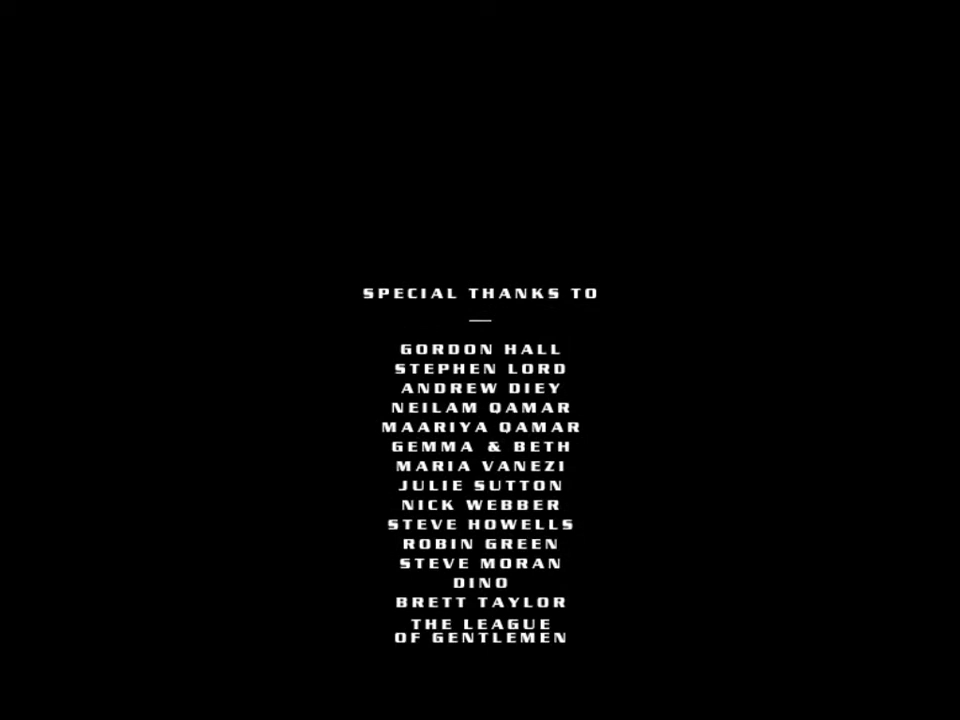 SPECIAL THANKS TO
GORDON HALL
STEPHEN LORD
ANDREW DIEY
NEILAM QAMAR
MAARIYA QAMAR
GEMMA & BETH
MARIA VANEZI
JULIE SUTTON
NICK WEBBER
STEVE HOWELLS
ROBIN GREEN
STEVE MORAN
DINO
BRETT TAYLOR
THE LEAGUE
OF GENTLEMEN